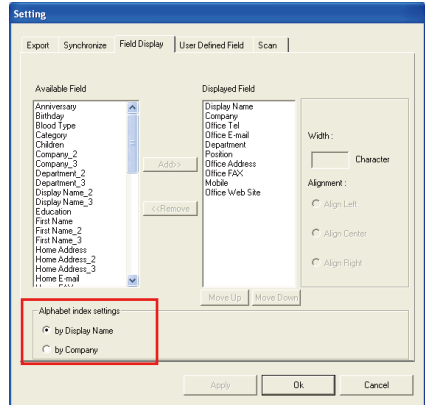 Setting
Export Synchronize Field Display User Defined Field Scan
Available Field
Displayed Field
Anniversary
Birthday
Blood Type
Category
Children
Company_2
Company_3
Department_2
Department_3
Display Name_2
Display Name_3
Education
First Name
First Name_2
First Name_3
Home Address
Home Address_2
Home Address_3
Home E-mail
Add>>
<<Remove
Display Name
Company
Office Tel
Office E-mail
Department
Position
Office Address
Office FAX
Mobile
Office Web Site
Width :
Character
Alignment :
Align Left
Align Center
Align Right
Move Up Move Down
Alphabet index settings
by Display Name
by Company
Apply Ok Cancel